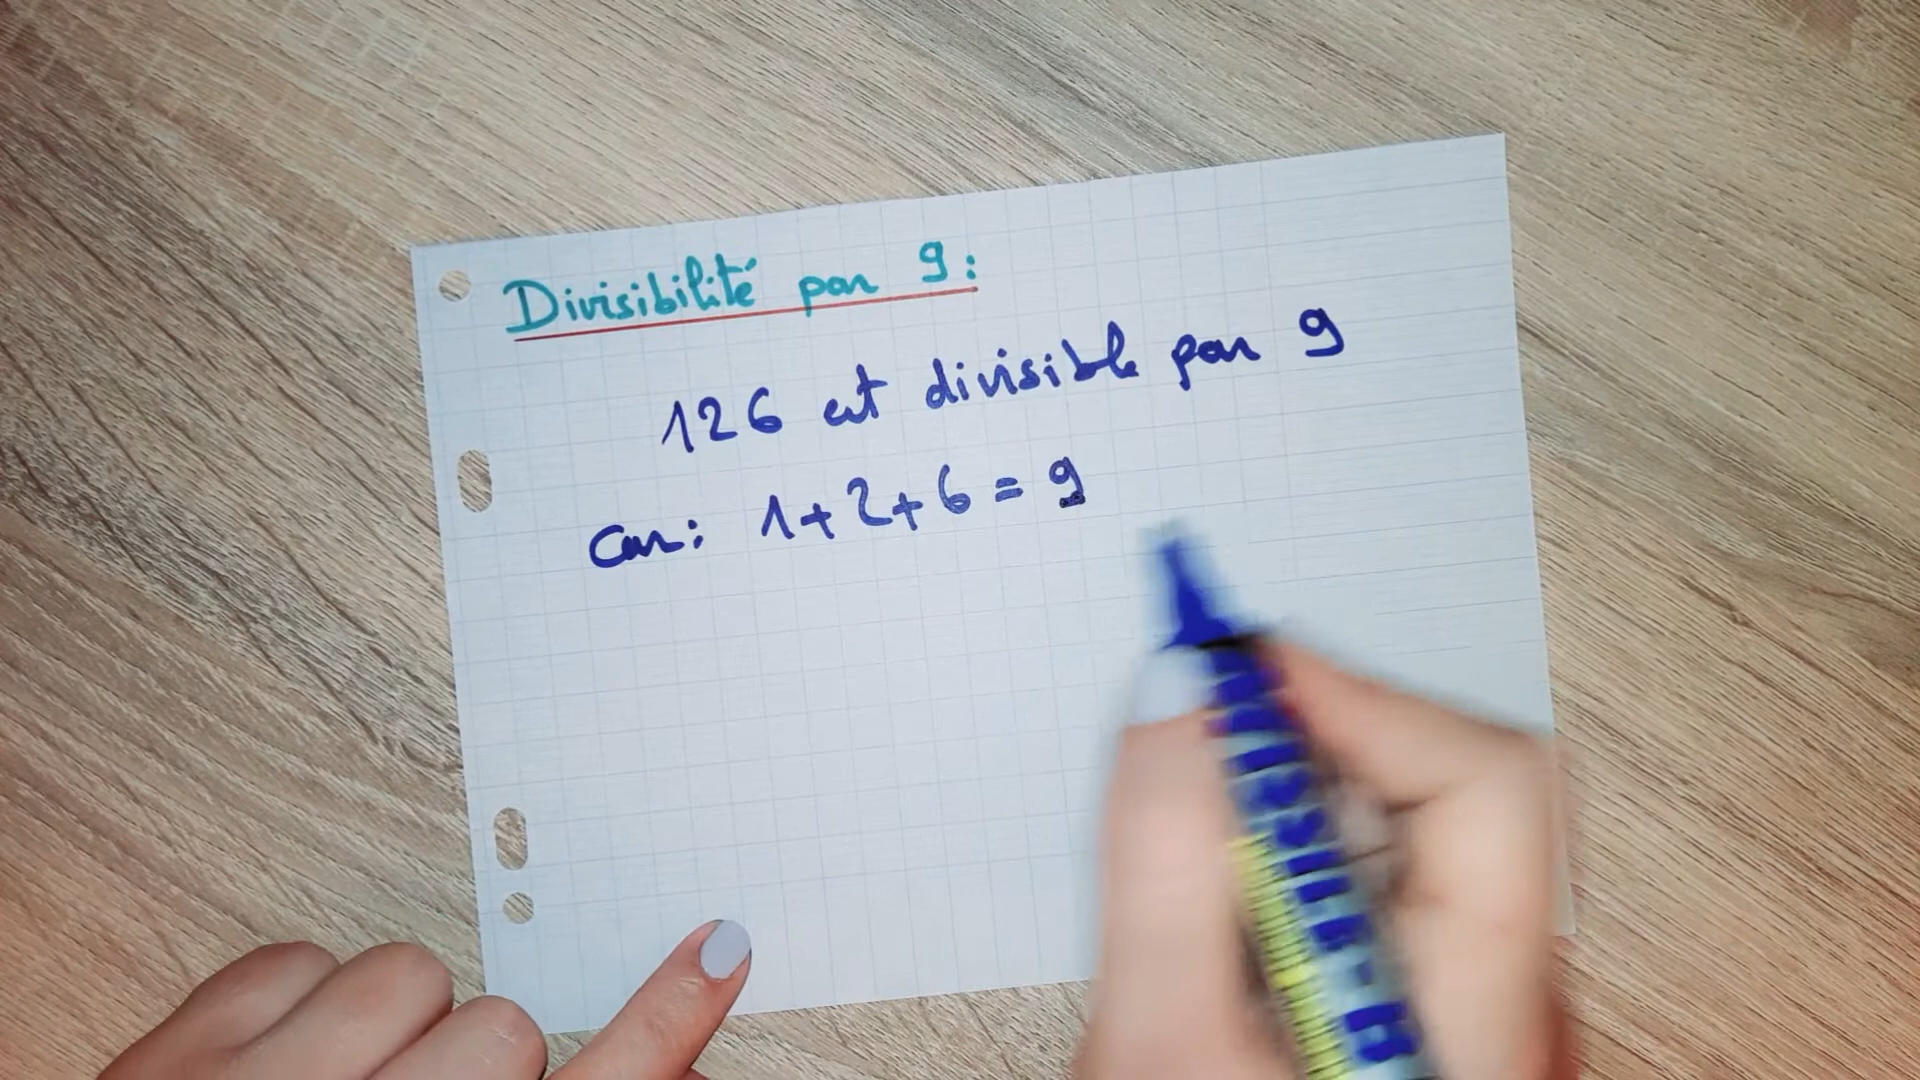 Divisibilité par 9 :
126 est divisible par 9
Car : 1+2+6 = 9